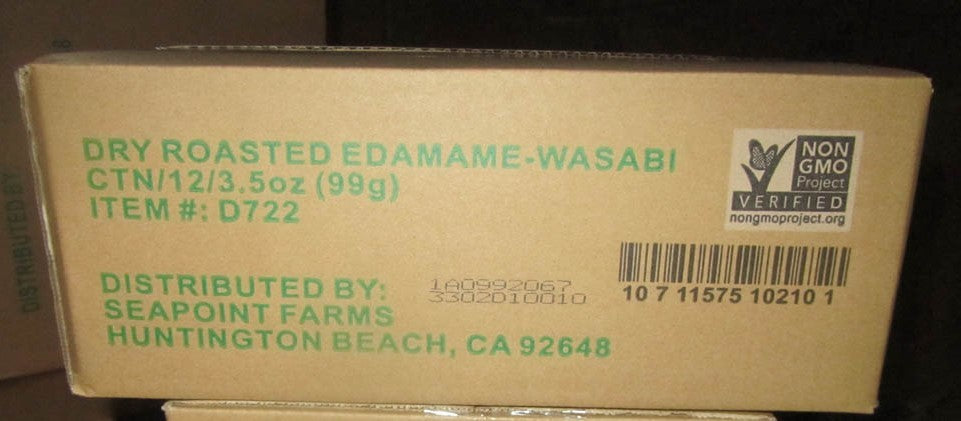 DRY ROASTED EDAMAME-WASABI
CTN/12/3.5oz (99g)
ITEM #: D722
NON
GMO
Project
VERIFIED
nongmoproject.org
DISTRIBUTED BY:
SEAPOINT FARMS
HUNTINGTON BEACH, CA 92648
1A0992067
3302D10010
10 7 11575 10210 1
DISTRIBUTED BY